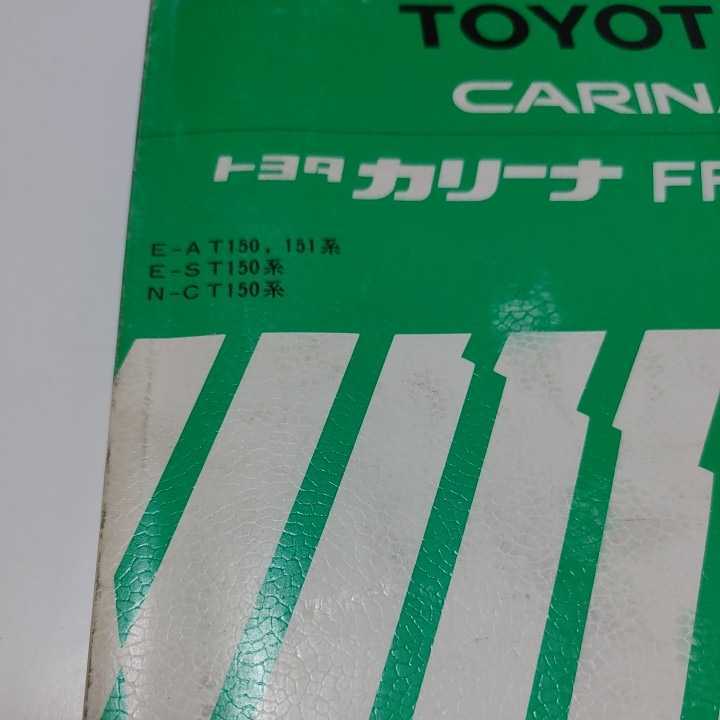 TOYOT
CARINA
トヨタ カリーナ FF
E-AT150, 151系
E-ST150系
N-CT150系